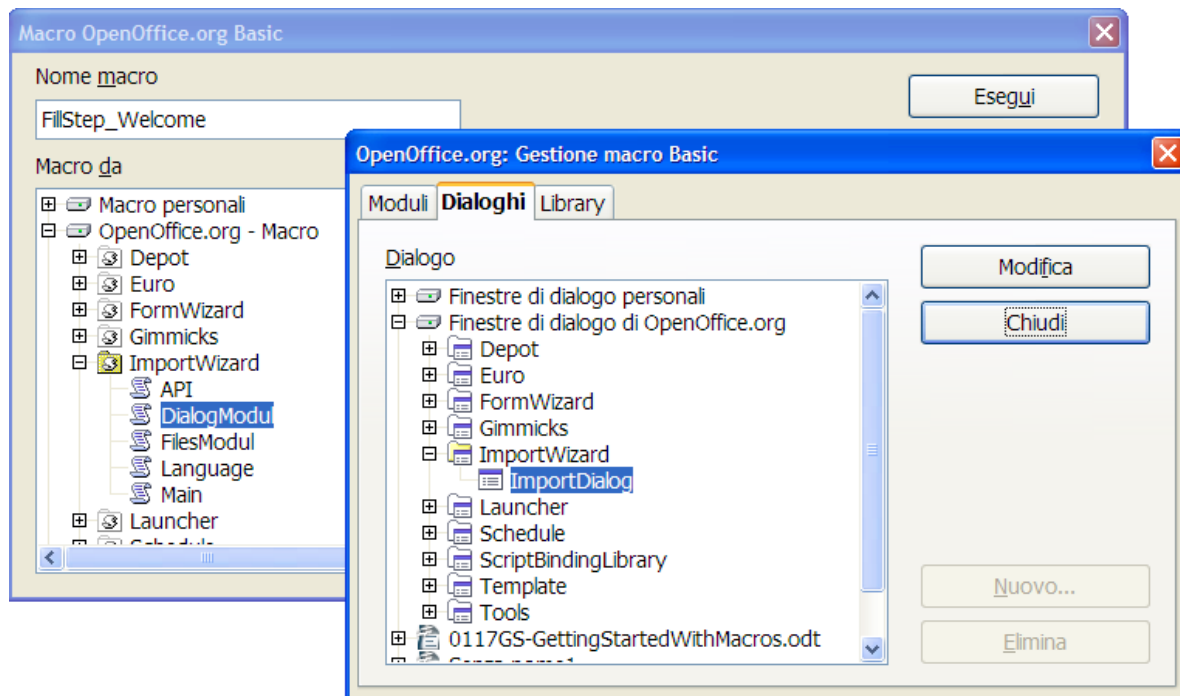 Macro OpenOffice.org Basic
Nome macro
FillStep_Welcome
Esegui
Macro da
Macro personali
OpenOffice.org - Macro
Depot
Euro
FormWizard
Gimmicks
ImportWizard
API
DialogModul
FilesModul
Language
Main
Launcher
OpenOffice.org: Gestione macro Basic
Moduli Dialoghi Library
Dialogo
Finestre di dialogo personali
Finestre di dialogo di OpenOffice.org
Depot
Euro
FormWizard
Gimmicks
ImportWizard
ImportDialog
Launcher
Schedule
ScriptBindingLibrary
Template
Tools
0117GS-GettingStartedWithMacros.odt
Modifica
Chiudi
Nuovo...
Elimina